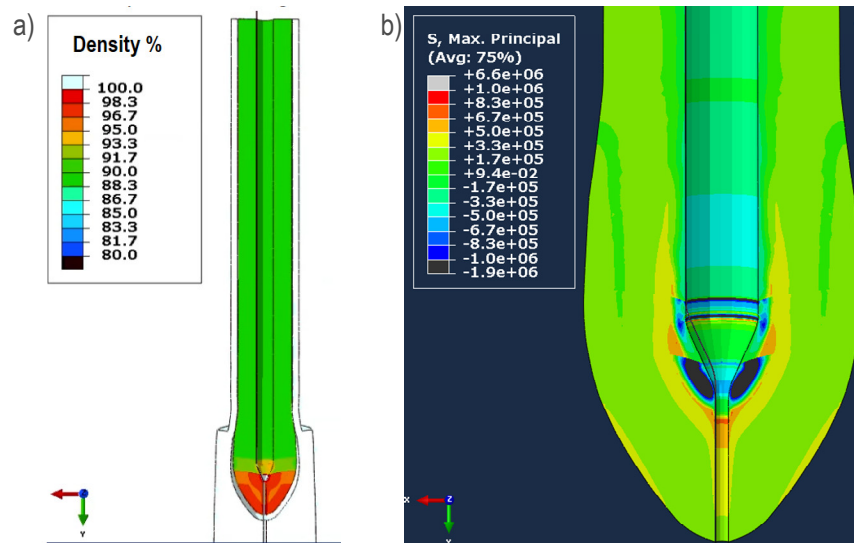 a)
Density %
100.0
98.3
96.7
95.0
93.3
91.7
90.0
88.3
86.7
85.0
83.3
81.7
80.0
Z
X
Y
b)
S, Max. Principal
(Avg: 75%)
+6.6e+06
+1.0e+06
+8.3e+05
+6.7e+05
+5.0e+05
+3.3e+05
+1.7e+05
+9.4e-02
-1.7e+05
-3.3e+05
-5.0e+05
-6.7e+05
-8.3e+05
-1.0e+06
-1.9e+06
X
Z
Y